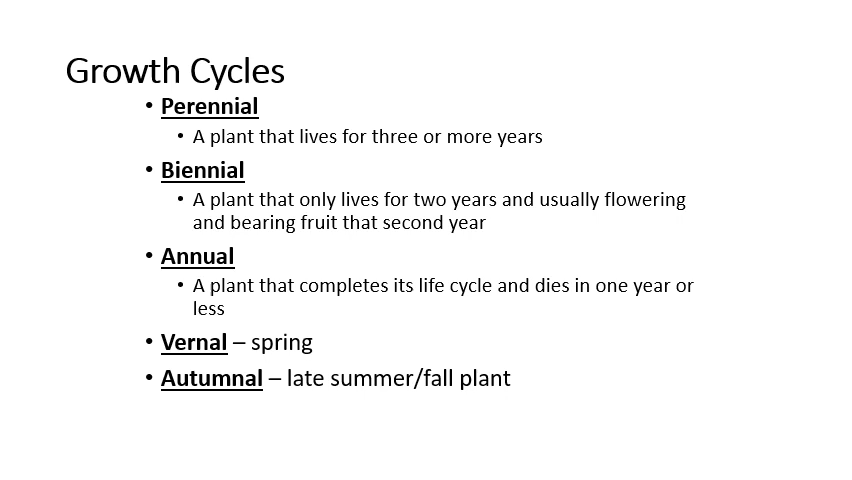 Growth Cycles
• Perennial
• A plant that lives for three or more years
• Biennial
• A plant that only lives for two years and usually flowering
and bearing fruit that second year
• Annual
• A plant that completes its life cycle and dies in one year or
less
• Vernal – spring
• Autumnal – late summer/fall plant